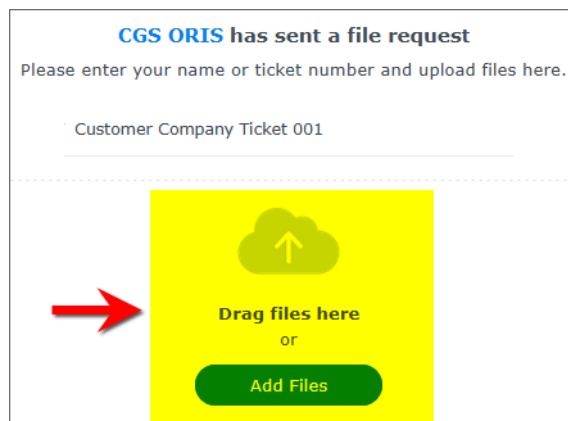 CGS ORIS has sent a file request
Please enter your name or ticket number and upload files here.
Customer Company Ticket 001
Drag files here
or
Add Files